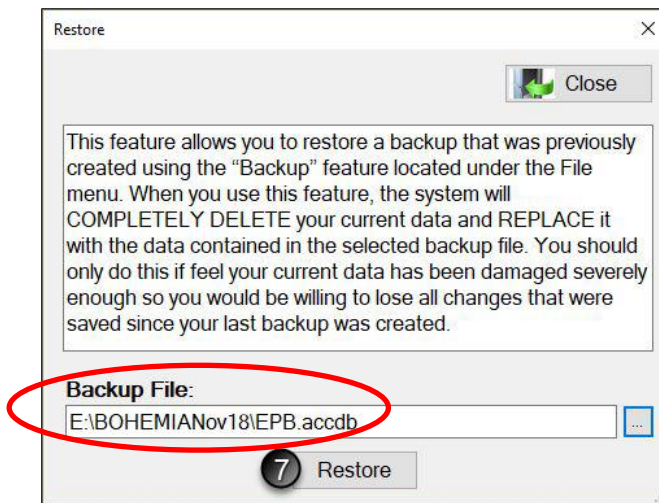 Restore
Close
This feature allows you to restore a backup that was previously
created using the “Backup” feature located under the File
menu. When you use this feature, the system will
COMPLETELY DELETE your current data and REPLACE it
with the data contained in the selected backup file. You should
only do this if feel your current data has been damaged severely
enough so you would be willing to lose all changes that were
saved since your last backup was created.
Backup File:
E:\BOHEMIANov18\EPB.accdb
...
7 Restore